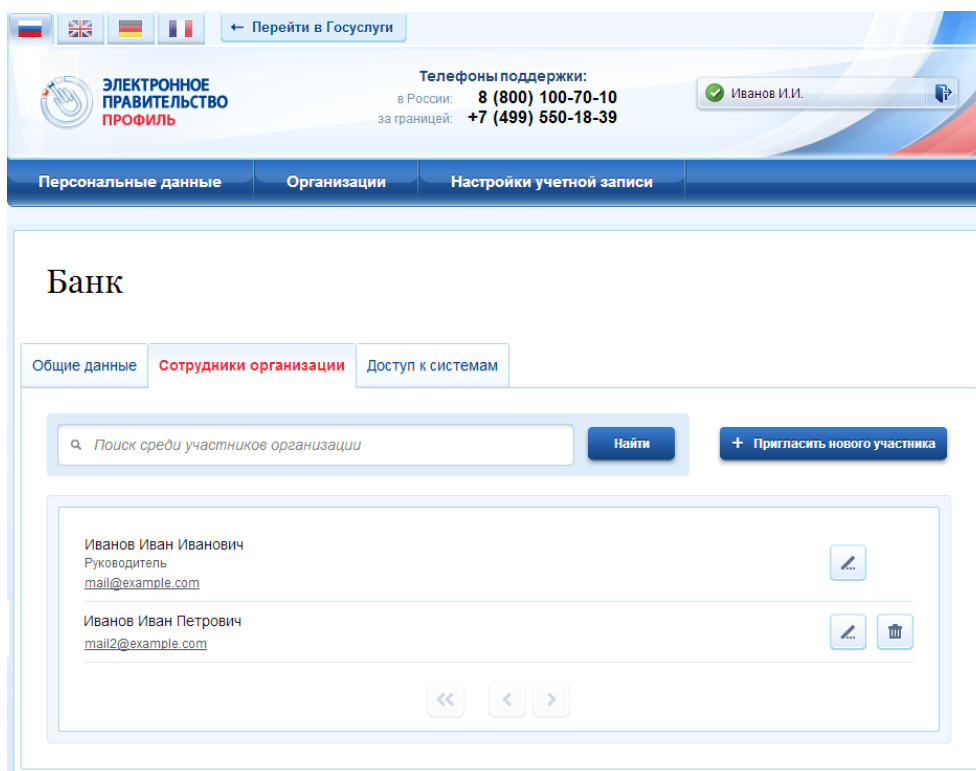 ← Перейти в Госуслуги
ЭЛЕКТРОННОЕ
ПРАВИТЕЛЬСТВО
ПРОФИЛЬ
Телефоны поддержки:
в России: 8 (800) 100-70-10
за границей: +7 (499) 550-18-39
Иванов И.И.
Персональные данные Организации Настройки учетной записи
Банк
Общие данные Сотрудники организации Доступ к системам
Поиск среди участников организации Найти + Пригласить нового участника
Иванов Иван Иванович
Руководитель
mail@example.com
Иванов Иван Петрович
mail2@example.com